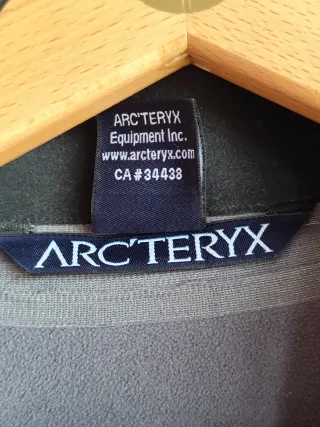 ARC'TERYX
Equipment Inc.
www.arcteryx.com
CA#34438
ARC'TERYX